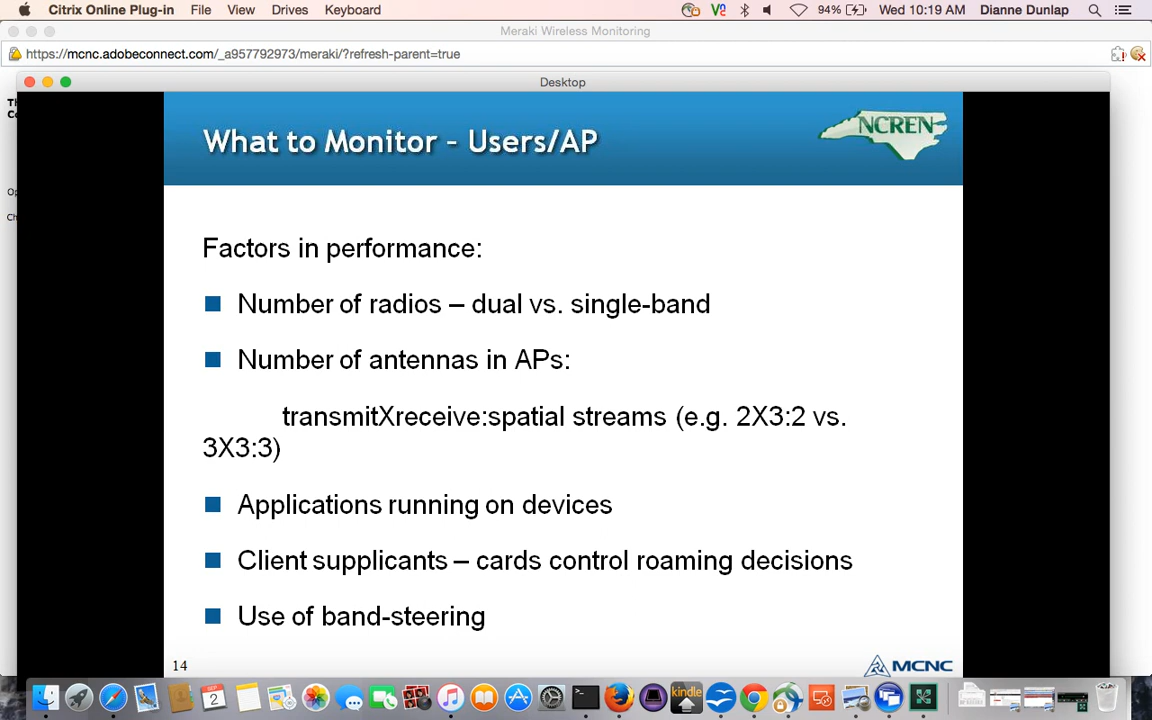 Citrix Online Plug-in File View Drives Keyboard 94% Wed 10:19 AM Dianne Dunlap
Meraki Wireless Monitoring
https://mcnc.adobeconnect.com/_a957792973/meraki/?refresh-parent=true
Desktop
What to Monitor – Users/AP
NCREN
Factors in performance:
Number of radios – dual vs. single-band
Number of antennas in APs:
transmitXreceive:spatial streams (e.g. 2X3:2 vs.
3X3:3)
Applications running on devices
Client supplicants – cards control roaming decisions
Use of band-steering
14
MCNC
2
kindle